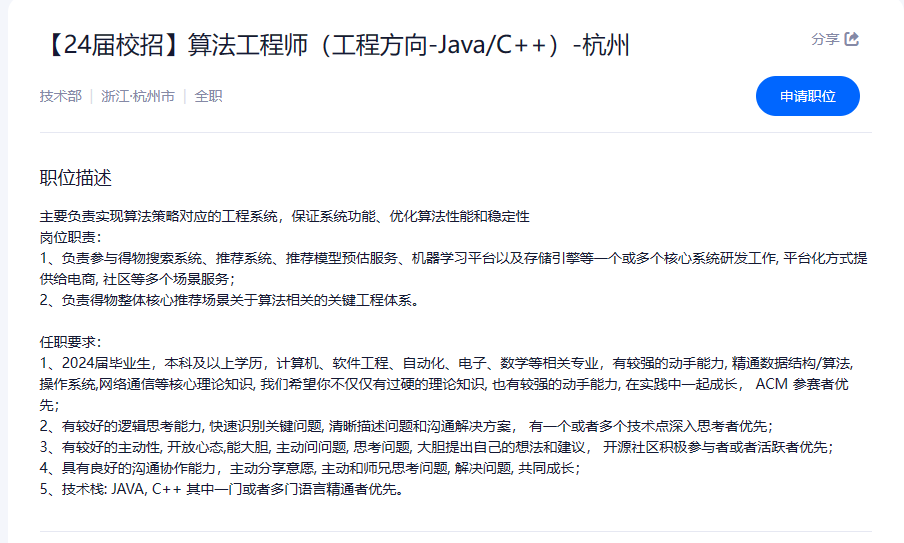 【24届校招】算法工程师（工程方向-Java/C++）-杭州
分享
技术部 | 浙江·杭州市 | 全职
申请职位
职位描述
主要负责实现算法策略对应的工程系统，保证系统功能、优化算法性能和稳定性
岗位职责：
1、负责参与得物搜索系统、推荐系统、推荐模型预估服务、机器学习平台以及存储引擎等一个或多个核心系统研发工作, 平台化方式提
供给电商, 社区等多个场景服务；
2、负责得物整体核心推荐场景关于算法相关的关键工程体系。
任职要求：
1、2024届毕业生，本科及以上学历，计算机、软件工程、自动化、电子、数学等相关专业，有较强的动手能力, 精通数据结构/算法,
操作系统,网络通信等核心理论知识, 我们希望你不仅仅有过硬的理论知识, 也有较强的动手能力, 在实践中一起成长， ACM 参赛者优
先；
2、有较好的逻辑思考能力, 快速识别关键问题, 清晰描述问题和沟通解决方案， 有一个或者多个技术点深入思考者优先；
3、有较好的主动性, 开放心态,能大胆, 主动问问题, 思考问题, 大胆提出自己的想法和建议， 开源社区积极参与者或者活跃者优先；
4、具有良好的沟通协作能力，主动分享意愿, 主动和师兄思考问题, 解决问题, 共同成长；
5、技术栈: JAVA, C++ 其中一门或者多门语言精通者优先。